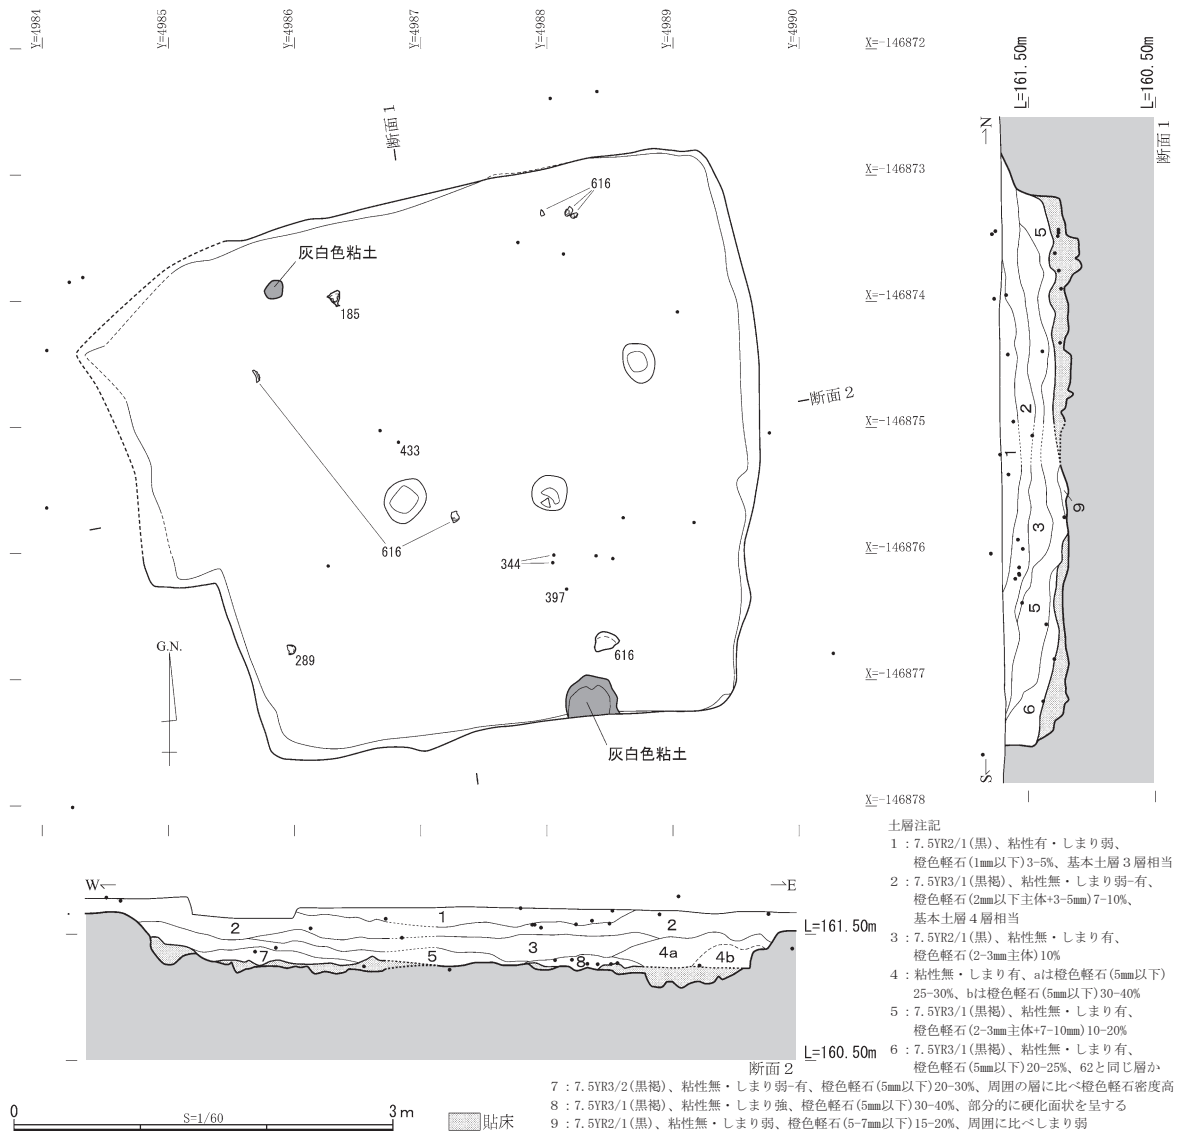 Y=4984
Y=4985
Y=4986
Y=4987
Y=4988
Y=4989
Y=4990
X=-146872
X=-146873
X=-146874
X=-146875
X=-146876
X=-146877
X=-146878
断面1
断面2
616
灰白色粘土
185
433
616
344
397
289
616
灰白色粘土
G.N.
L=161.50m
L=160.50m
断面1
N
S
5
2
1
9
3
5
6
W
E
1
2
2
3
4a
4b
5
7
8
L=161.50m
L=160.50m
断面2
土層注記
1:7.5YR2/1(黒)、粘性有・しまり弱、
橙色軽石(1mm以下)3-5%、基本土層3層相当
2:7.5YR3/1(黒褐)、粘性無・しまり弱-有、
橙色軽石(2mm以下主体+3-5mm)7-10%、
基本土層4層相当
3:7.5YR2/1(黒)、粘性無・しまり有、
橙色軽石(2-3mm主体)10%
4:粘性無・しまり有、aは橙色軽石(5mm以下)
25-30%、bは橙色軽石(5mm以下)30-40%
5:7.5YR3/1(黒褐)、粘性無・しまり有、
橙色軽石(2-3mm主体+7-10mm)10-20%
6:7.5YR3/1(黒褐)、粘性無・しまり有、
橙色軽石(5mm以下)20-25%、62と同じ層か
7:7.5YR3/2(黒褐)、粘性無・しまり弱-有、橙色軽石(5mm以下)20-30%、周囲の層に比べ橙色軽石密度高
8:7.5YR3/1(黒褐)、粘性無・しまり強、橙色軽石(5mm以下)30-40%、部分的に硬化面状を呈する
9:7.5YR2/1(黒)、粘性無・しまり弱、橙色軽石(5-7mm以下)15-20%、周囲に比べしまり弱
0
S=1/60
3m
貼床